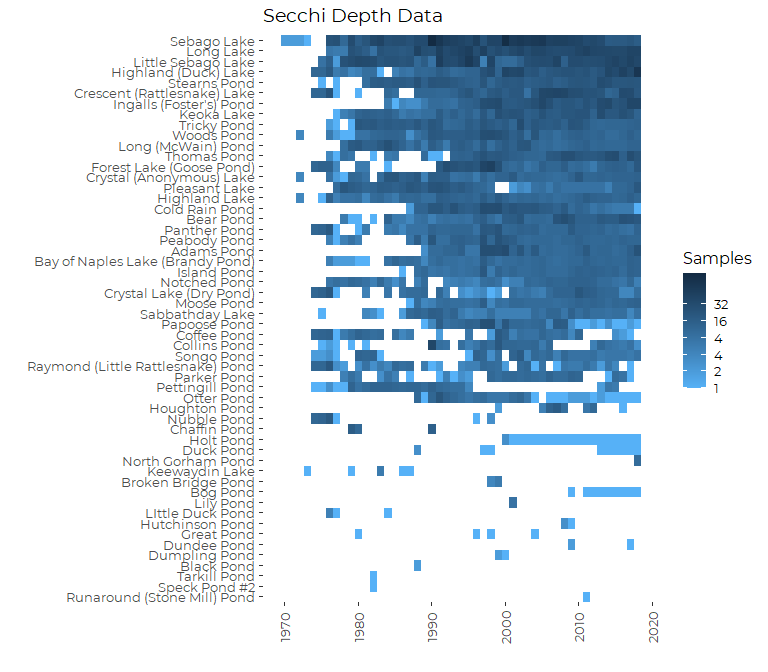 Secchi Depth Data
Sebago Lake
Long Lake
Little Sebago Lake
Highland (Duck) Lake
Stearns Pond
Crescent (Rattlesnake) Lake
Ingalls (Foster's) Pond
Keoka Lake
Tricky Pond
Woods Pond
Long (McWain) Pond
Thomas Pond
Forest Lake (Goose Pond)
Crystal (Anonymous) Lake
Pleasant Lake
Highland Lake
Cold Rain Pond
Bear Pond
Panther Pond
Peabody Pond
Adams Pond
Bay of Naples Lake (Brandy Pond)
Island Pond
Notched Pond
Crystal Lake (Dry Pond)
Moose Pond
Sabbathday Lake
Papoose Pond
Coffee Pond
Collins Pond
Songo Pond
Raymond (Little Rattlesnake) Pond
Parker Pond
Pettingill Pond
Otter Pond
Houghton Pond
Nubble Pond
Chaffin Pond
Holt Pond
Duck Pond
North Gorham Pond
Keewaydin Lake
Broken Bridge Pond
Bog Pond
Lily Pond
LIttle Duck Pond
Hutchinson Pond
Great Pond
Dundee Pond
Dumpling Pond
Black Pond
Tarkill Pond
Speck Pond #2
Runaround (Stone Mill) Pond
1970
1980
1990
2000
2010
2020
Samples
32
16
4
4
2
1